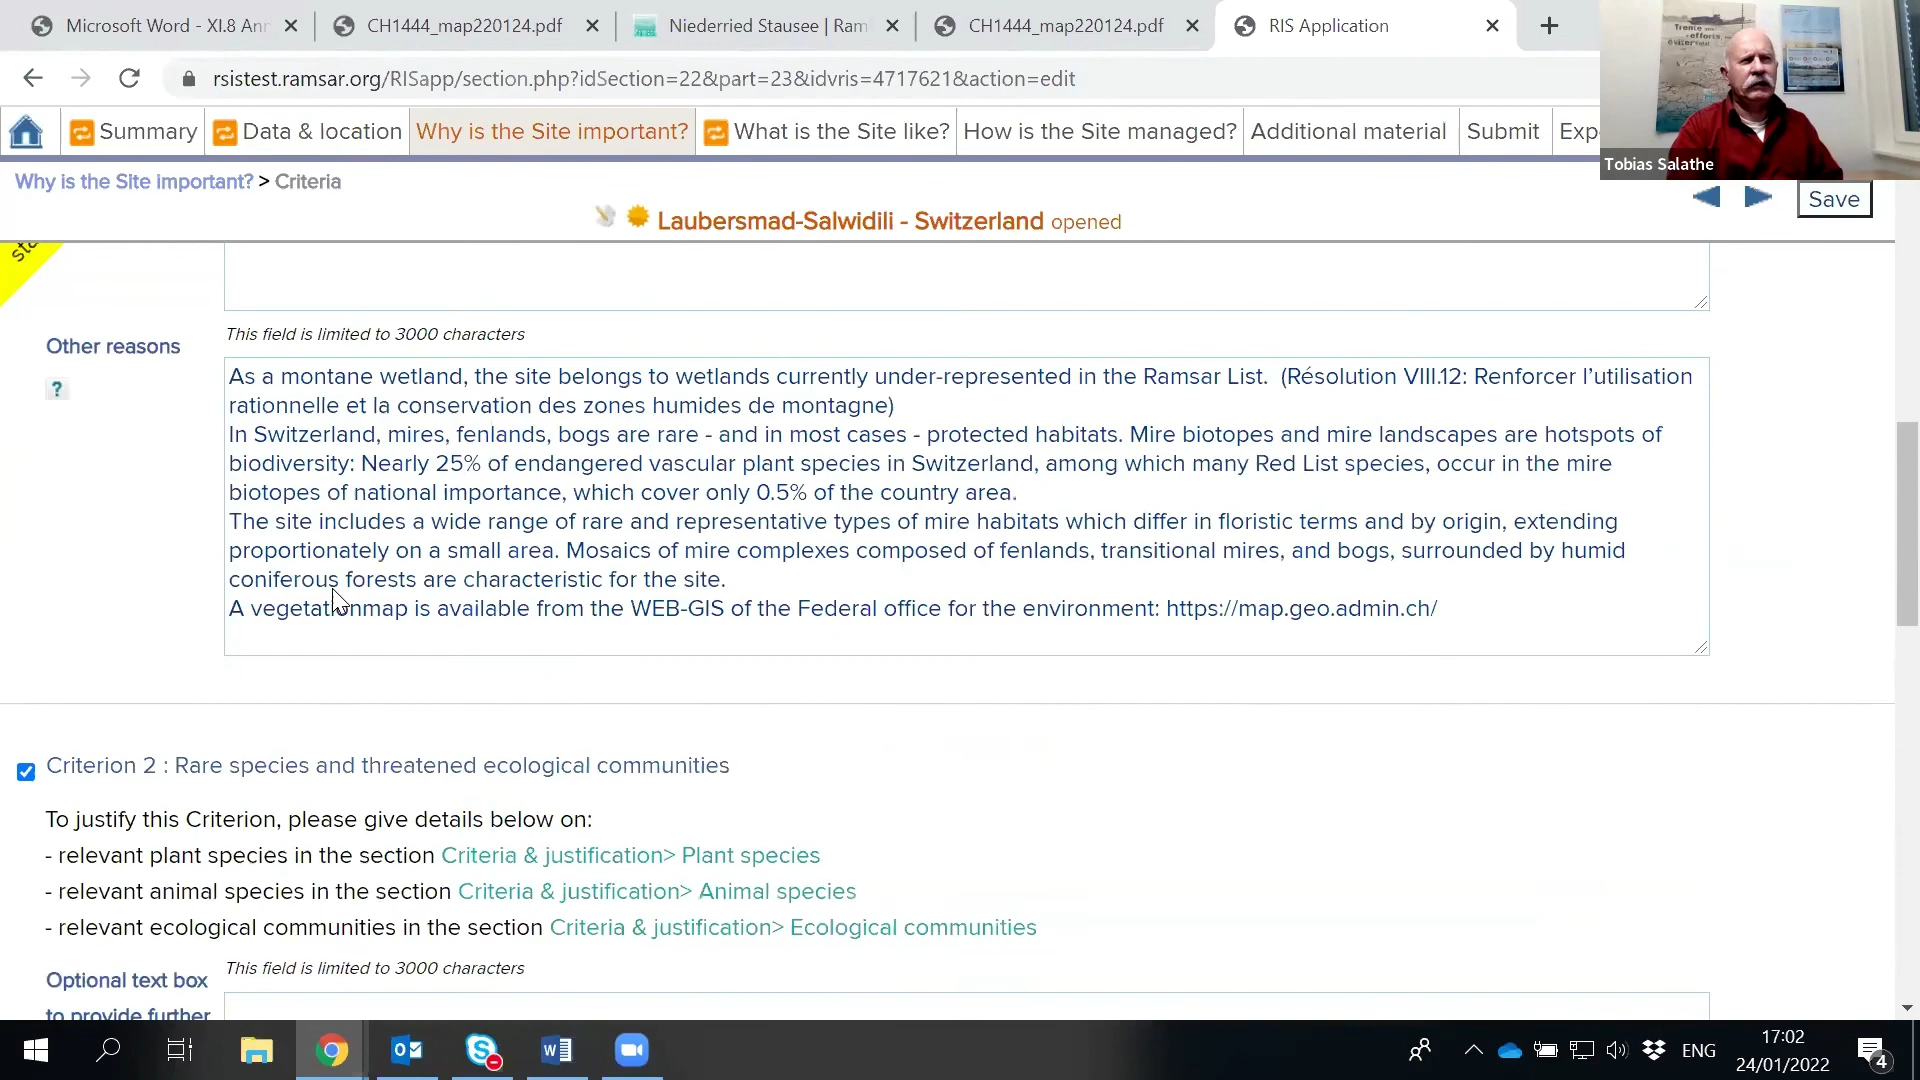 Microsoft Word - XI.8 Ann
CH1444_map220124.pdf
Niederried Stausee | Ram
CH1444_map220124.pdf
RIS Application
rsistest.ramsar.org/RISapp/section.php?idSection=22&part=23&idvris=4717621&action=edit
Summary
Data & location
Why is the Site important?
What is the Site like?
How is the Site managed?
Additional material
Submit
Exp
Trente
efforts
éviter
Tobias Salathe
Why is the Site important? > Criteria
Save
Laubersmad-Salwidili - Switzerland opened
This field is limited to 3000 characters
Other reasons
?
As a montane wetland, the site belongs to wetlands currently under-represented in the Ramsar List.  (Résolution VIII.12: Renforcer l’utilisation
rationnelle et la conservation des zones humides de montagne)
In Switzerland, mires, fenlands, bogs are rare - and in most cases - protected habitats. Mire biotopes and mire landscapes are hotspots of
biodiversity: Nearly 25% of endangered vascular plant species in Switzerland, among which many Red List species, occur in the mire
biotopes of national importance, which cover only 0.5% of the country area.
The site includes a wide range of rare and representative types of mire habitats which differ in floristic terms and by origin, extending
proportionately on a small area. Mosaics of mire complexes composed of fenlands, transitional mires, and bogs, surrounded by humid
coniferous forests are characteristic for the site.
A vegetationmap is available from the WEB-GIS of the Federal office for the environment: https://map.geo.admin.ch/
Criterion 2 : Rare species and threatened ecological communities
To justify this Criterion, please give details below on:
- relevant plant species in the section Criteria & justification> Plant species
- relevant animal species in the section Criteria & justification> Animal species
- relevant ecological communities in the section Criteria & justification> Ecological communities
This field is limited to 3000 characters
Optional text box
to provide further
ENG
17:02
24/01/2022
4